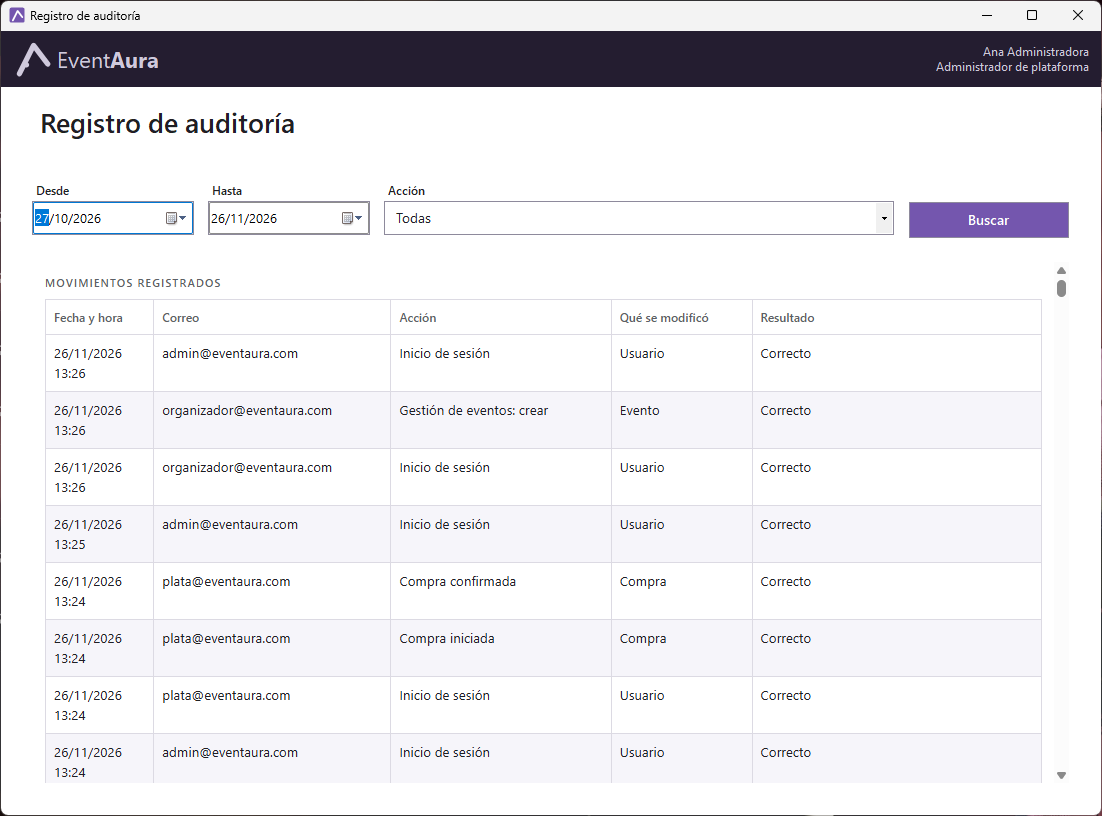 Registro de auditoría
EventAura
Ana Administradora
Administrador de plataforma
Registro de auditoría
Desde Hasta Acción
27/10/2026 26/11/2026 Todas Buscar
MOVIMIENTOS REGISTRADOS
Fecha y hora Correo Acción Qué se modificó Resultado
26/11/2026 admin@eventaura.com Inicio de sesión Usuario Correcto
13:26
26/11/2026 organizador@eventaura.com Gestión de eventos: crear Evento Correcto
13:26
26/11/2026 organizador@eventaura.com Inicio de sesión Usuario Correcto
13:26
26/11/2026 admin@eventaura.com Inicio de sesión Usuario Correcto
13:25
26/11/2026 plata@eventaura.com Compra confirmada Compra Correcto
13:24
26/11/2026 plata@eventaura.com Compra iniciada Compra Correcto
13:24
26/11/2026 plata@eventaura.com Inicio de sesión Usuario Correcto
13:24
26/11/2026 admin@eventaura.com Inicio de sesión Usuario Correcto
13:24